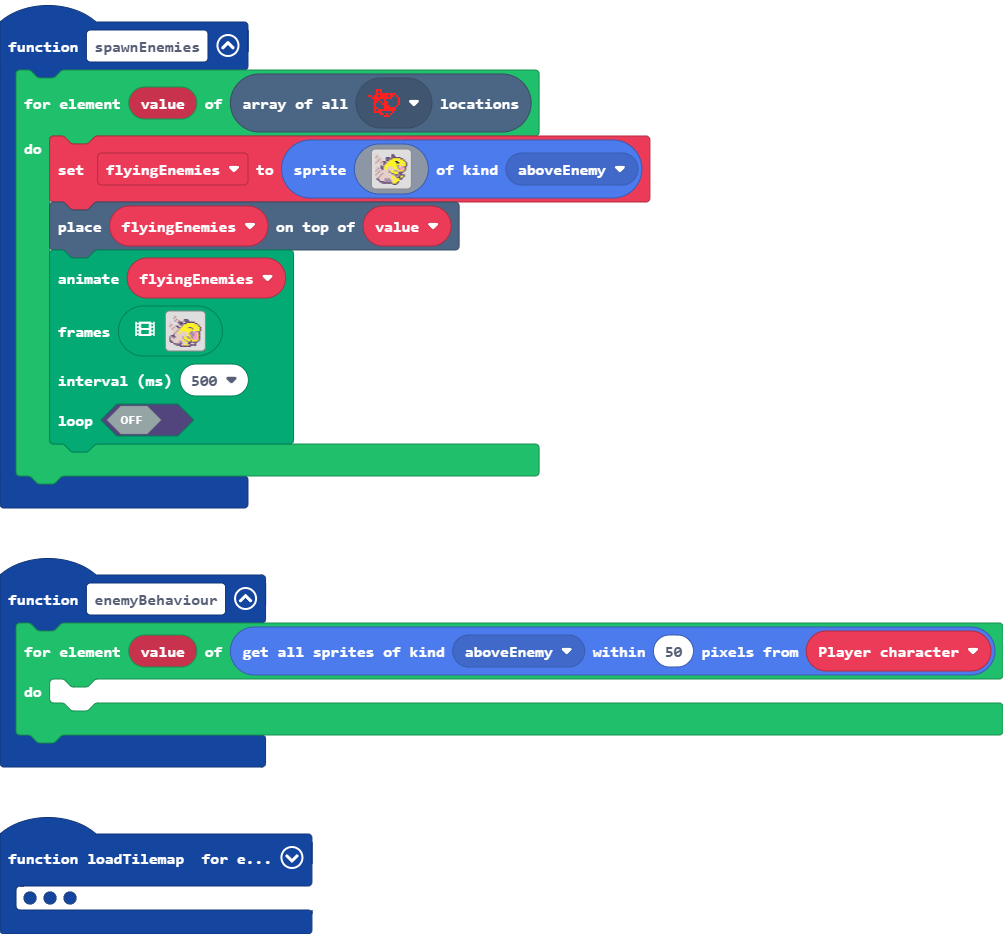 function spawnEnemies
for element value of array of all locations
do
set flyingEnemies to sprite of kind aboveEnemy
place flyingEnemies on top of value
animate flyingEnemies
frames
interval (ms) 500
loop OFF
function enemyBehaviour
for element value of get all sprites of kind aboveEnemy within 50 pixels from Player character
do
function loadTilemap for e...